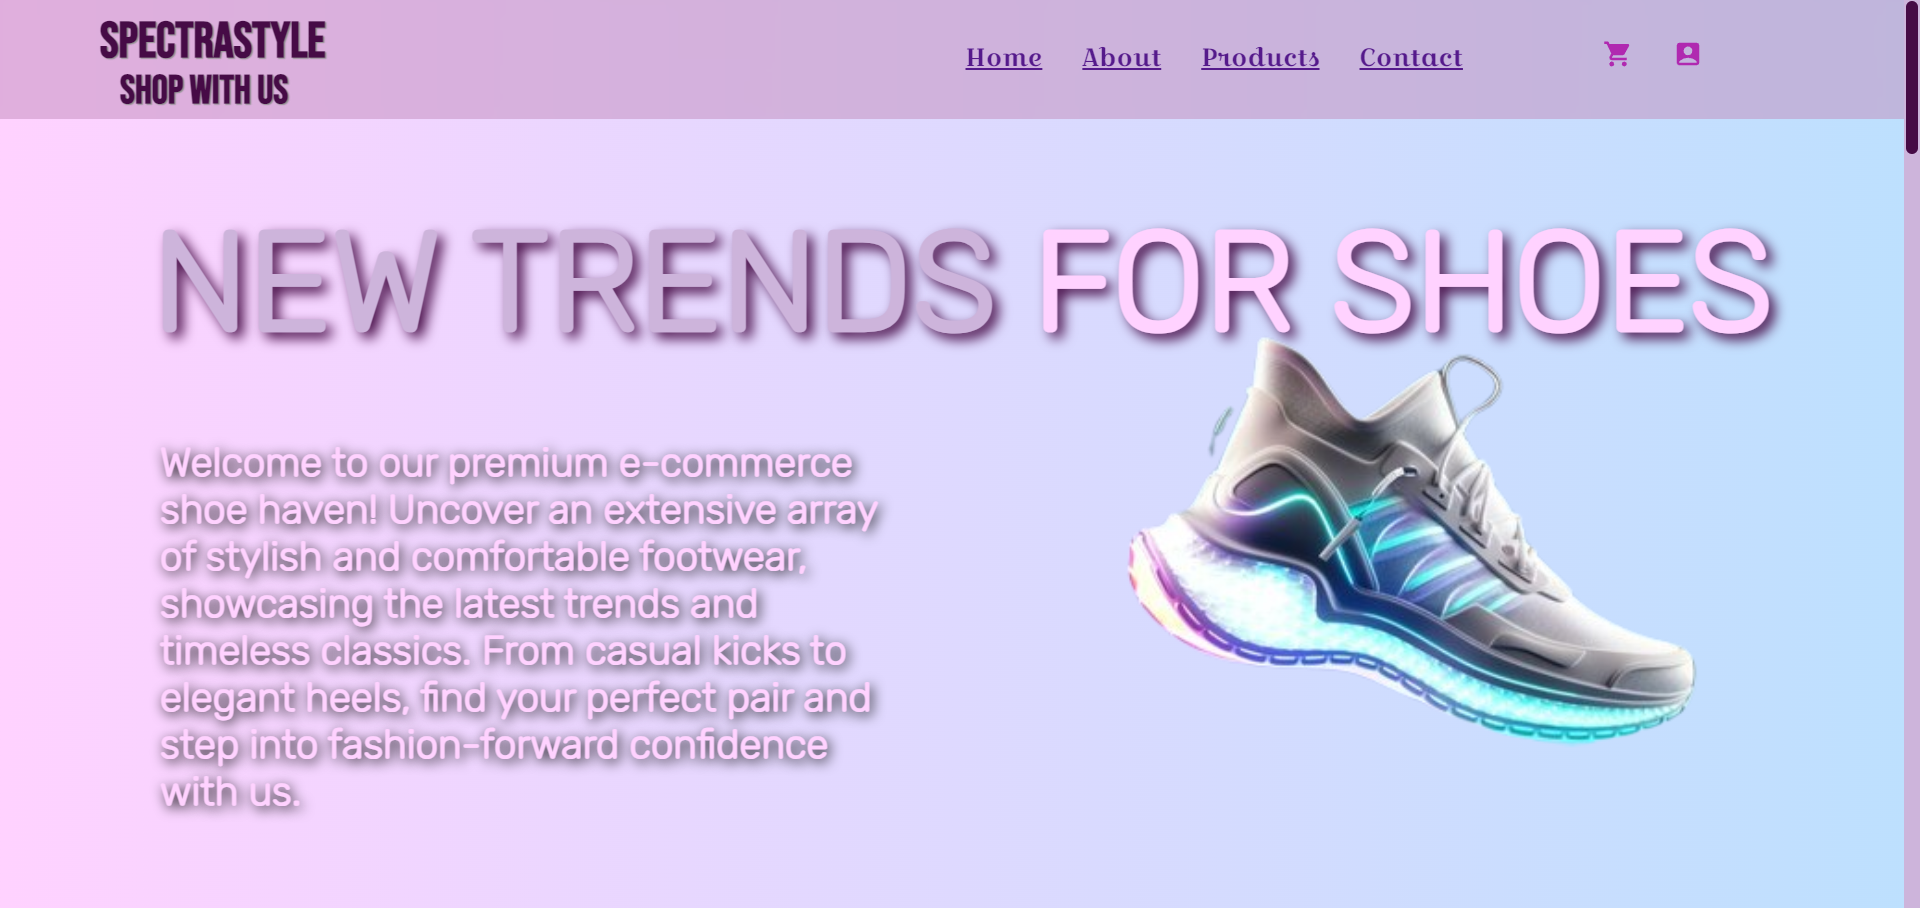 SPECTRASTYLE
SHOP WITH US
Home About Products Contact
NEW TRENDS FOR SHOES
Welcome to our premium e-commerce
shoe haven! Uncover an extensive array
of stylish and comfortable footwear,
showcasing the latest trends and
timeless classics. From casual kicks to
elegant heels, find your perfect pair and
step into fashion-forward confidence
with us.